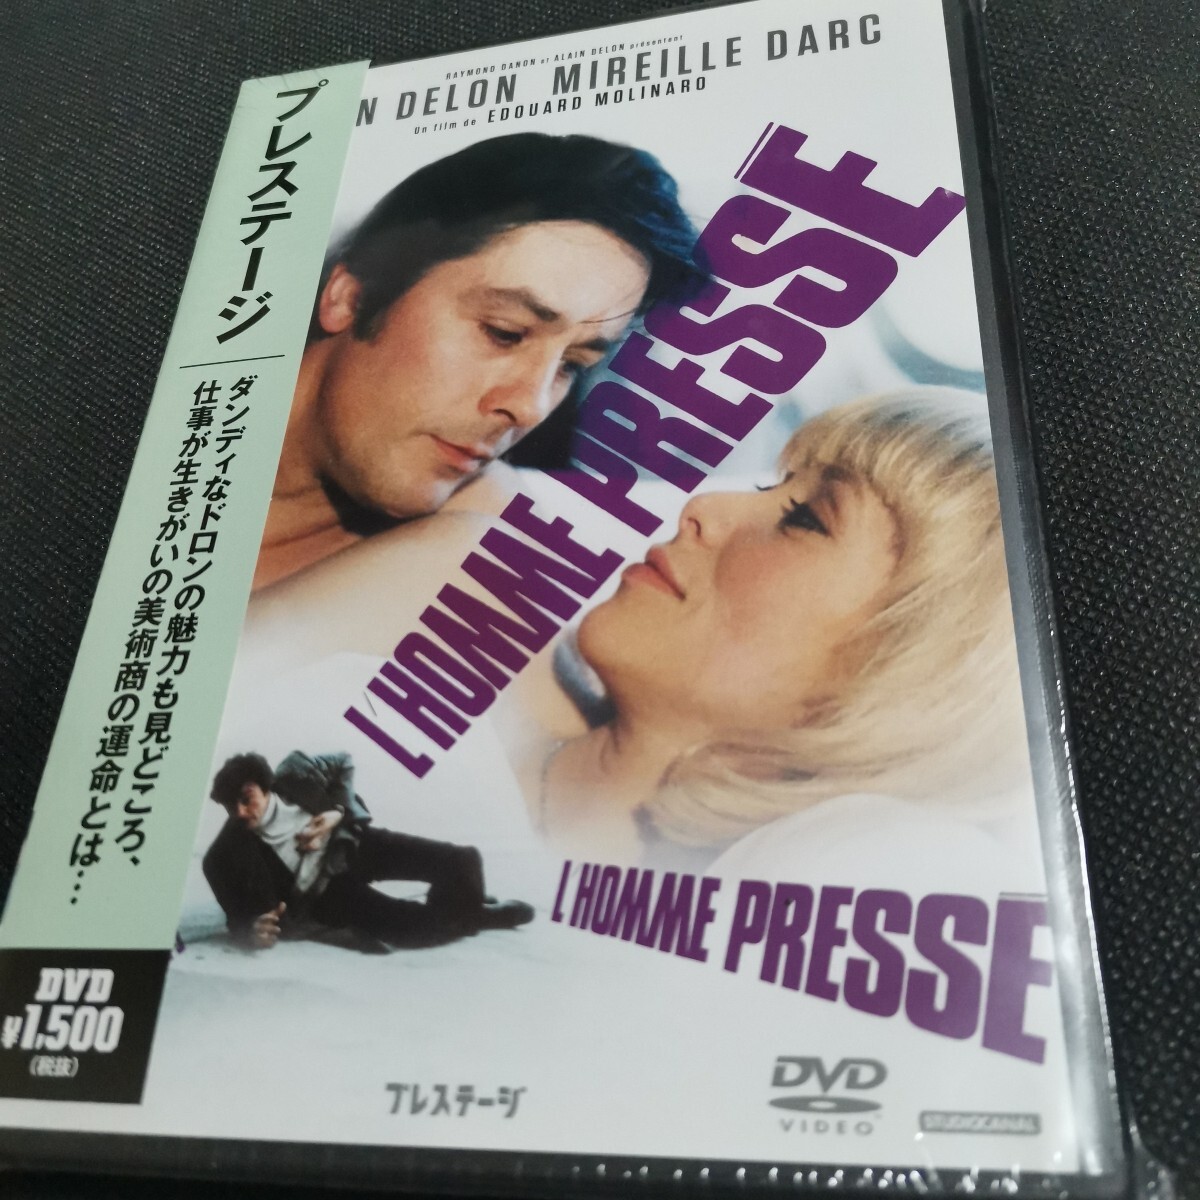 RAYMOND DANON et ALAIN DELON présentent
N DELON MIREILLE DARC
Un film de EDOUARD MOLINARO
L'HOMME PRESSÉ
プレステージ
ダンディなドロンの魅力も見どころ、
仕事が生きがいの美術商の運命とは…
L'HOMME PRESSÉ
DVD
¥1,500
(税抜)
プレステージ
DVD
VIDEO
STUDIOCANAL